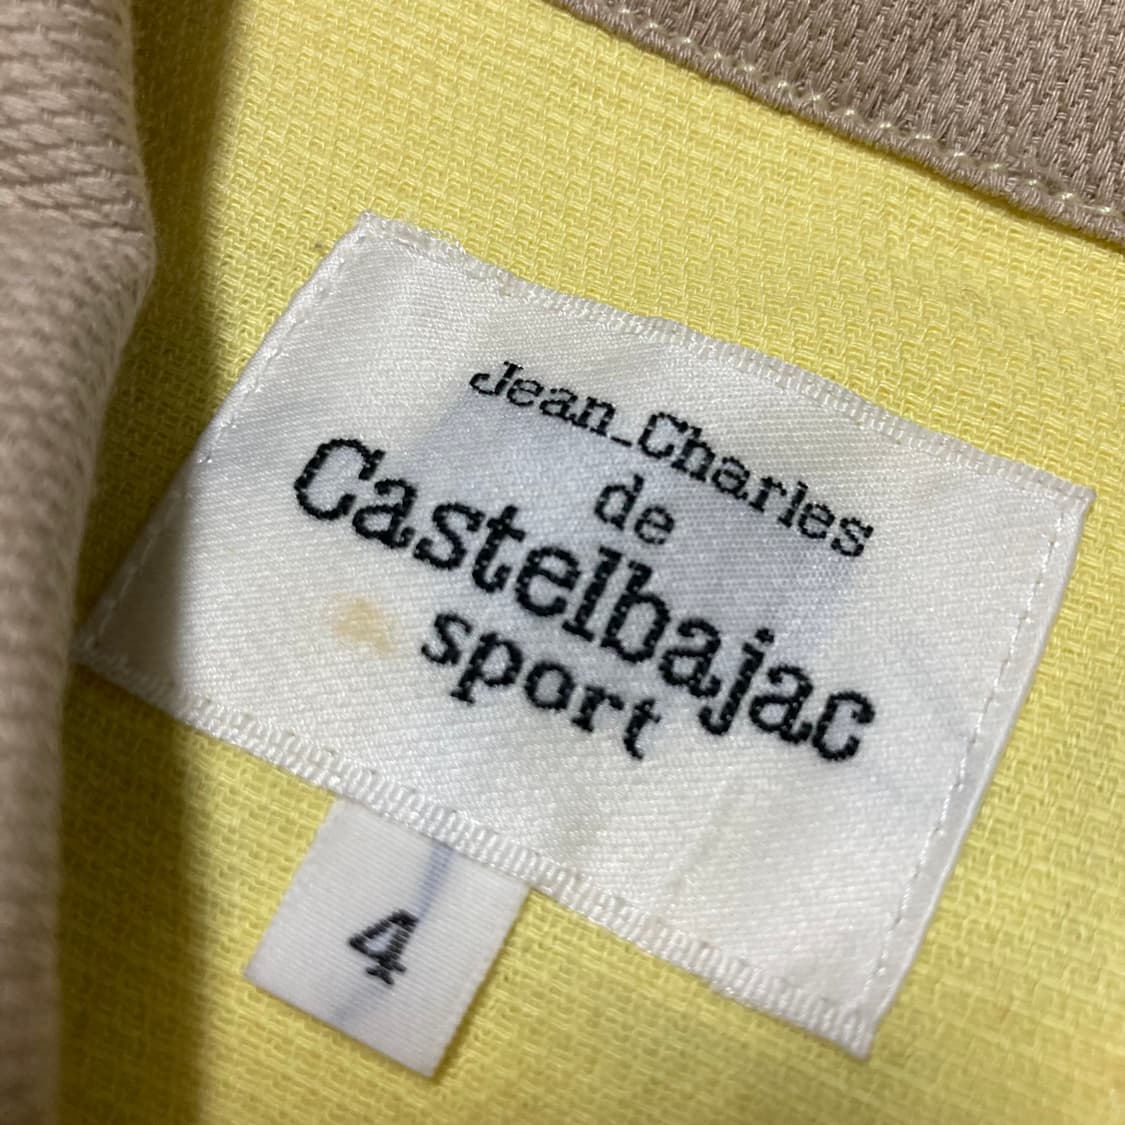 Jean_Charles
de
Castelbajac
sport
4